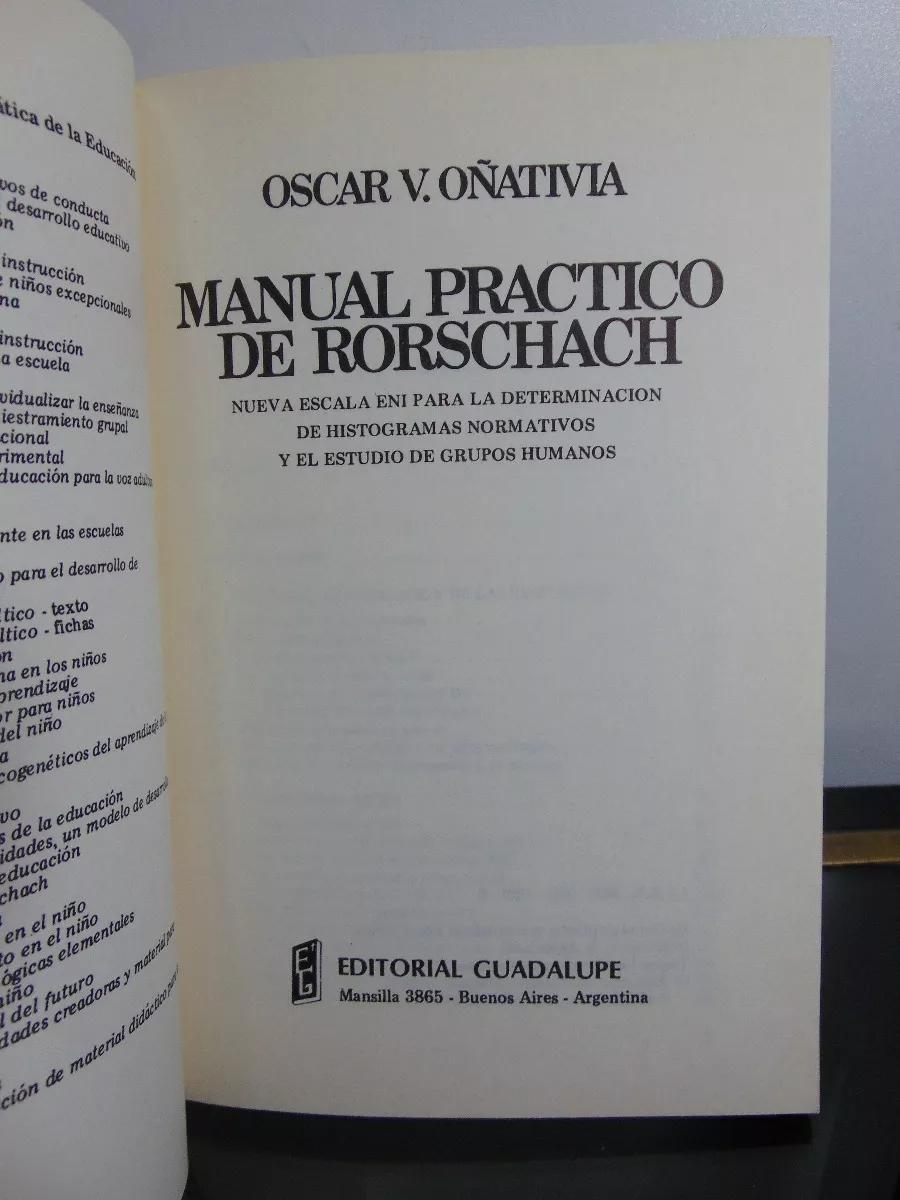 ática de la Educación
vos de conducta
desarrollo educativo
ón
instrucción
e niños excepcionales
na
instrucción
a escuela
vidualizar la enseñanza
iestramiento grupal
cional
rimental
ducación para la voz
nte en las escuelas
o para el desarrollo de
ltico - texto
ltico - fichas
ón
na en los niños
prendizaje
or para niños
del niño
a
cogenéticos del aprendizaje
vo
s de la educación
idades, un modelo de desarrollo
educación
chach
en el niño
to en el niño
ógicas elementales
niño
l del futuro
dades creadoras y material para
ción de material didáctico
OSCAR V. OÑATIVIA
MANUAL PRACTICO
DE RORSCHACH
NUEVA ESCALA ENI PARA LA DETERMINACION
DE HISTOGRAMAS NORMATIVOS
Y EL ESTUDIO DE GRUPOS HUMANOS
EG
EDITORIAL GUADALUPE
Mansilla 3865 - Buenos Aires - Argentina